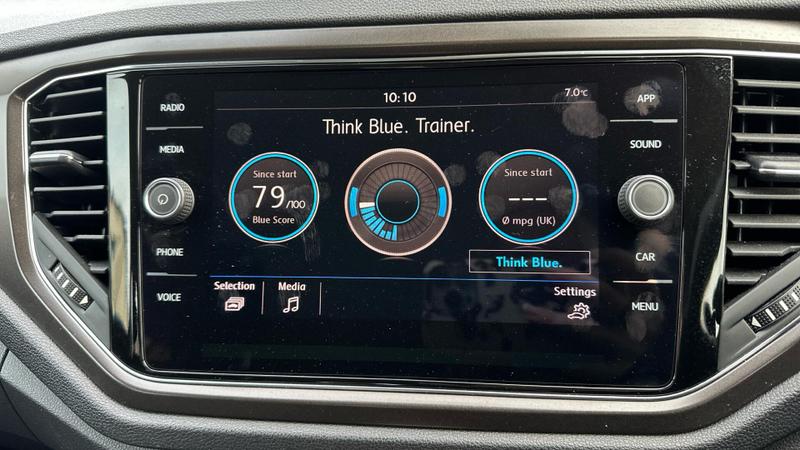 10:10
7.0°C
Think Blue. Trainer.
RADIO
MEDIA
PHONE
VOICE
Since start
79/100
Blue Score
Since start
---
Ø mpg (UK)
Think Blue.
Selection
Media
Settings
APP
SOUND
CAR
MENU